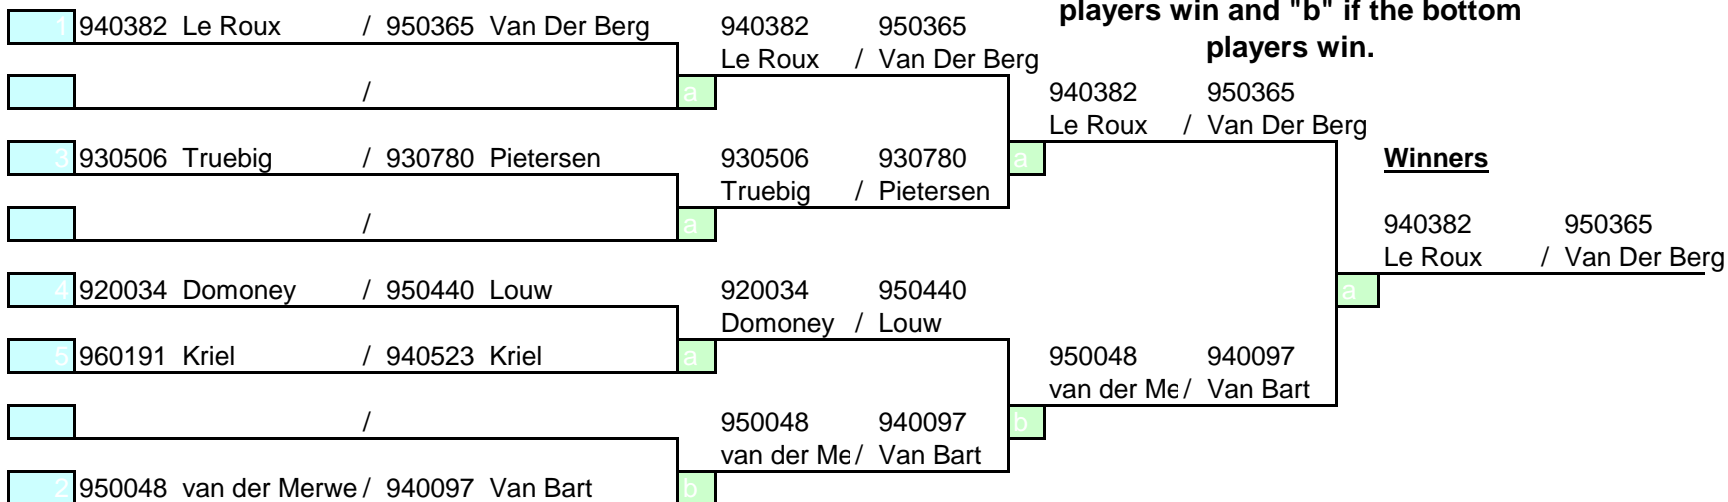 players win and "b" if the bottom
players win.
1 940382 Le Roux / 950365 Van Der Berg
/
3 930506 Truebig / 930780 Pietersen
/
4 920034 Domoney / 950440 Louw
5 960191 Kriel / 940523 Kriel
/
2 950048 van der Merwe / 940097 Van Bart
940382 950365
Le Roux / Van Der Berg
a
930506 930780
Truebig / Pietersen
a
920034 950440
Domoney / Louw
a
950048 940097
van der Me / Van Bart
b
940382 950365
Le Roux / Van Der Berg
a
950048 940097
van der Me / Van Bart
b
Winners
940382 950365
Le Roux / Van Der Berg
a